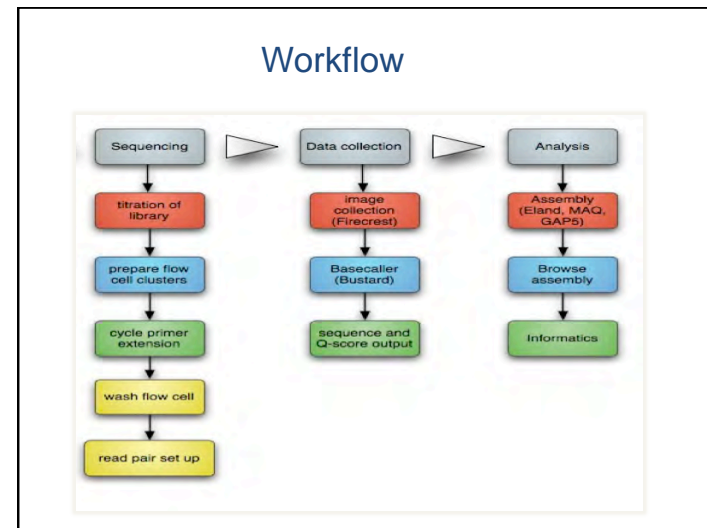 Workflow
Sequencing
titration of
library
prepare flow
cell clusters
cycle primer
extension
wash flow cell
read pair set up
Data collection
image
collection
(Firecrest)
Basecaller
(Bustard)
sequence and
Q-score output
Analysis
Assembly
(Eland, MAQ,
GAP5)
Browse
assembly
Informatics